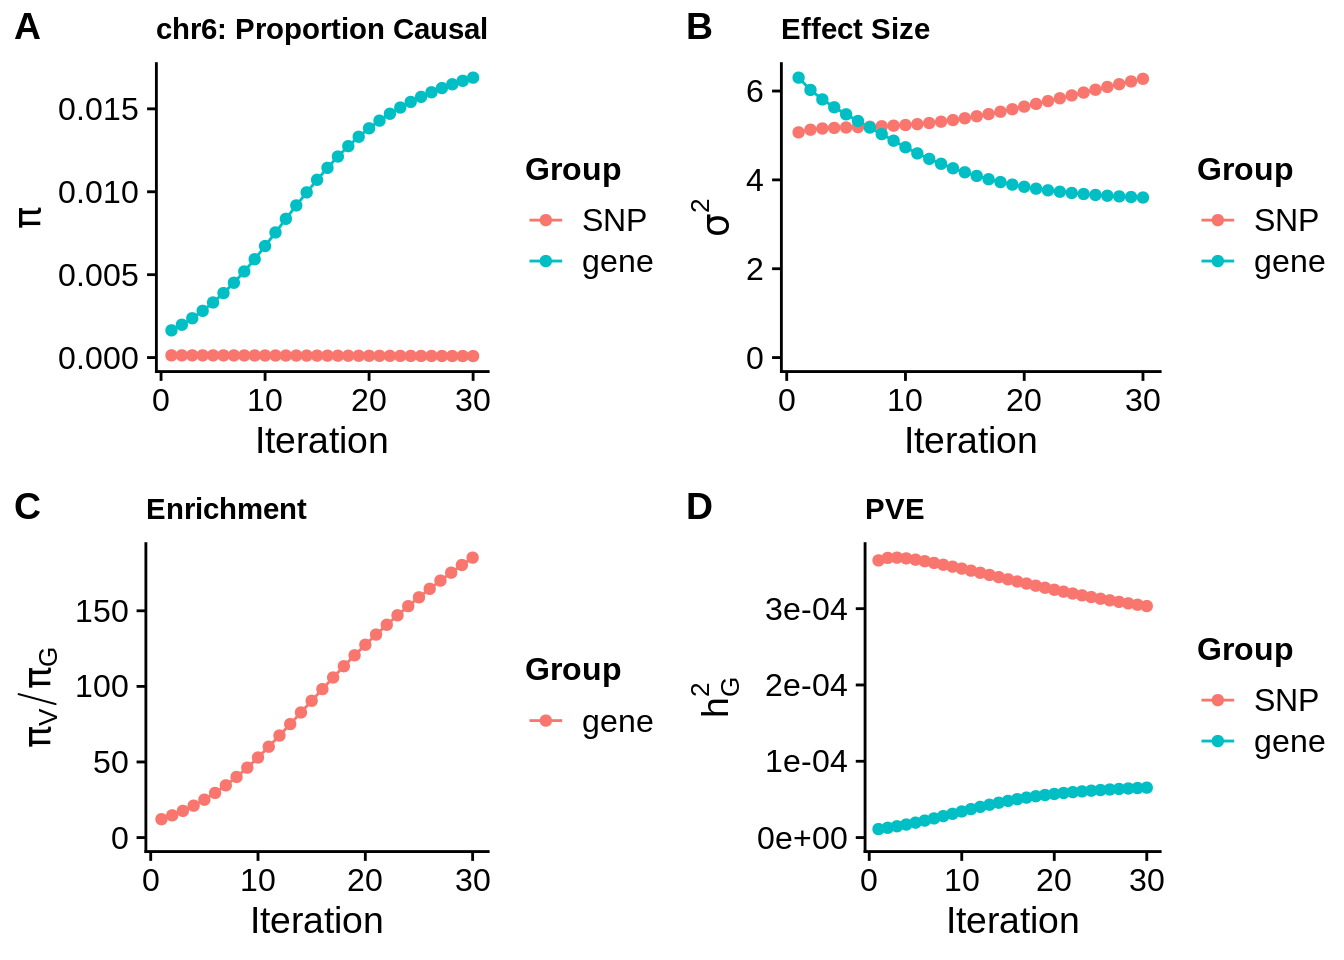 A
chr6: Proportion Causal
π
0.015
0.010
0.005
0.000
0 10 20 30
Iteration
Group
SNP
gene
B
Effect Size
σ²
6
4
2
0
0 10 20 30
Iteration
Group
SNP
gene
C
Enrichment
πV/πG
150
100
50
0
0 10 20 30
Iteration
Group
gene
D
PVE
h²G
3e-04
2e-04
1e-04
0e+00
0 10 20 30
Iteration
Group
SNP
gene